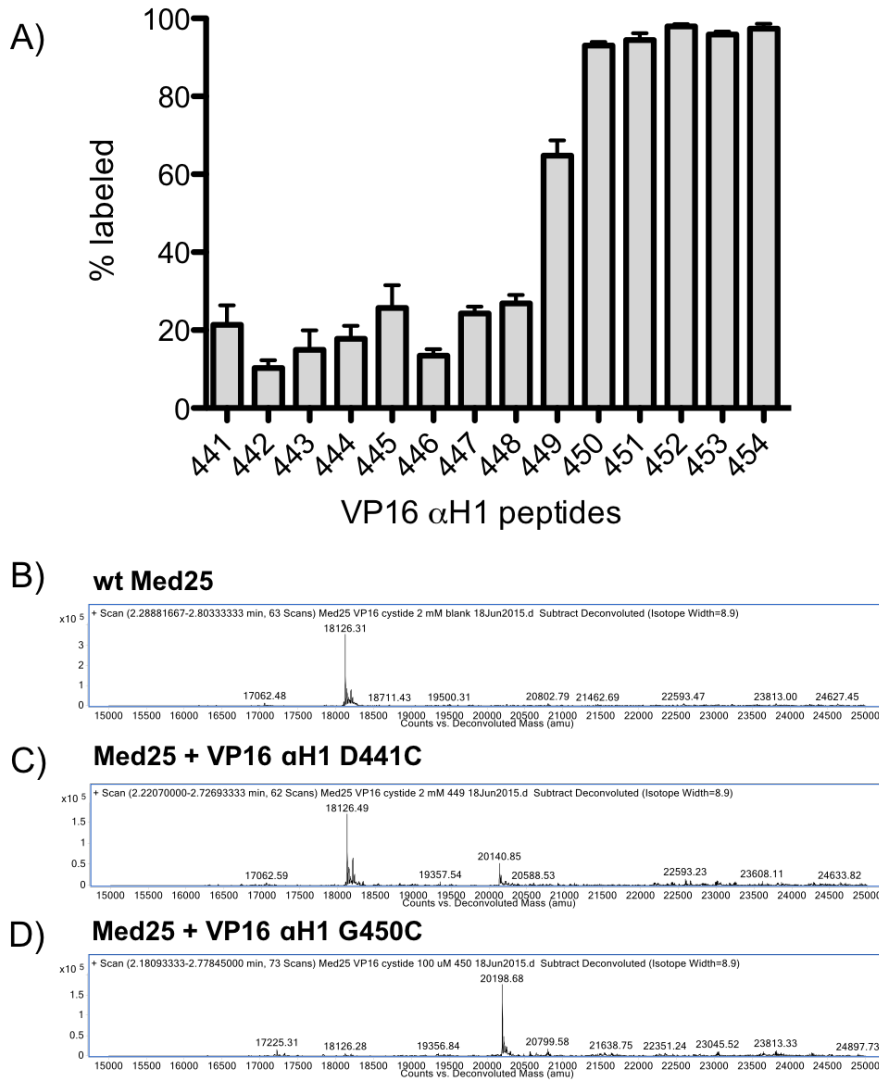 A)
100
80
60
40
20
0
% labeled
441 442 443 444 445 446 447 448 449 450 451 452 453 454
VP16 αH1 peptides
B) wt Med25
+ Scan (2.28881667-2.80333333 min, 63 Scans) Med25 VP16 cystide 2 mM blank 18Jun2015.d Subtract Deconvoluted (Isotope Width=8.9)
x10 5
18126.31
3
2
1
0
17062.48 18711.43 19500.31 20802.79 21462.69 22593.47 23813.00 24627.45
15000 15500 16000 16500 17000 17500 18000 18500 19000 19500 20000 20500 21000 21500 22000 22500 23000 23500 24000 24500 25000
Counts vs. Deconvoluted Mass (amu)
C) Med25 + VP16 αH1 D441C
+ Scan (2.22070000-2.72693333 min, 62 Scans) Med25 VP16 cystide 2 mM 449 18Jun2015.d Subtract Deconvoluted (Isotope Width=8.9)
x10 5
18126.49
1.5
1
0.5
0
17062.59 19357.54 20140.85 20588.53 22593.23 23608.11 24633.82
15000 15500 16000 16500 17000 17500 18000 18500 19000 19500 20000 20500 21000 21500 22000 22500 23000 23500 24000 24500 25000
Counts vs. Deconvoluted Mass (amu)
D) Med25 + VP16 αH1 G450C
+ Scan (2.18093333-2.77845000 min, 73 Scans) Med25 VP16 cystide 100 uM 450 18Jun2015.d Subtract Deconvoluted (Isotope Width=8.9)
x10 5
20198.68
1.5
1
0.5
0
17225.31 18126.28 19356.84 20799.58 21638.75 22351.24 23045.52 23813.33 24897.73
15000 15500 16000 16500 17000 17500 18000 18500 19000 19500 20000 20500 21000 21500 22000 22500 23000 23500 24000 24500 25000
Counts vs. Deconvoluted Mass (amu)